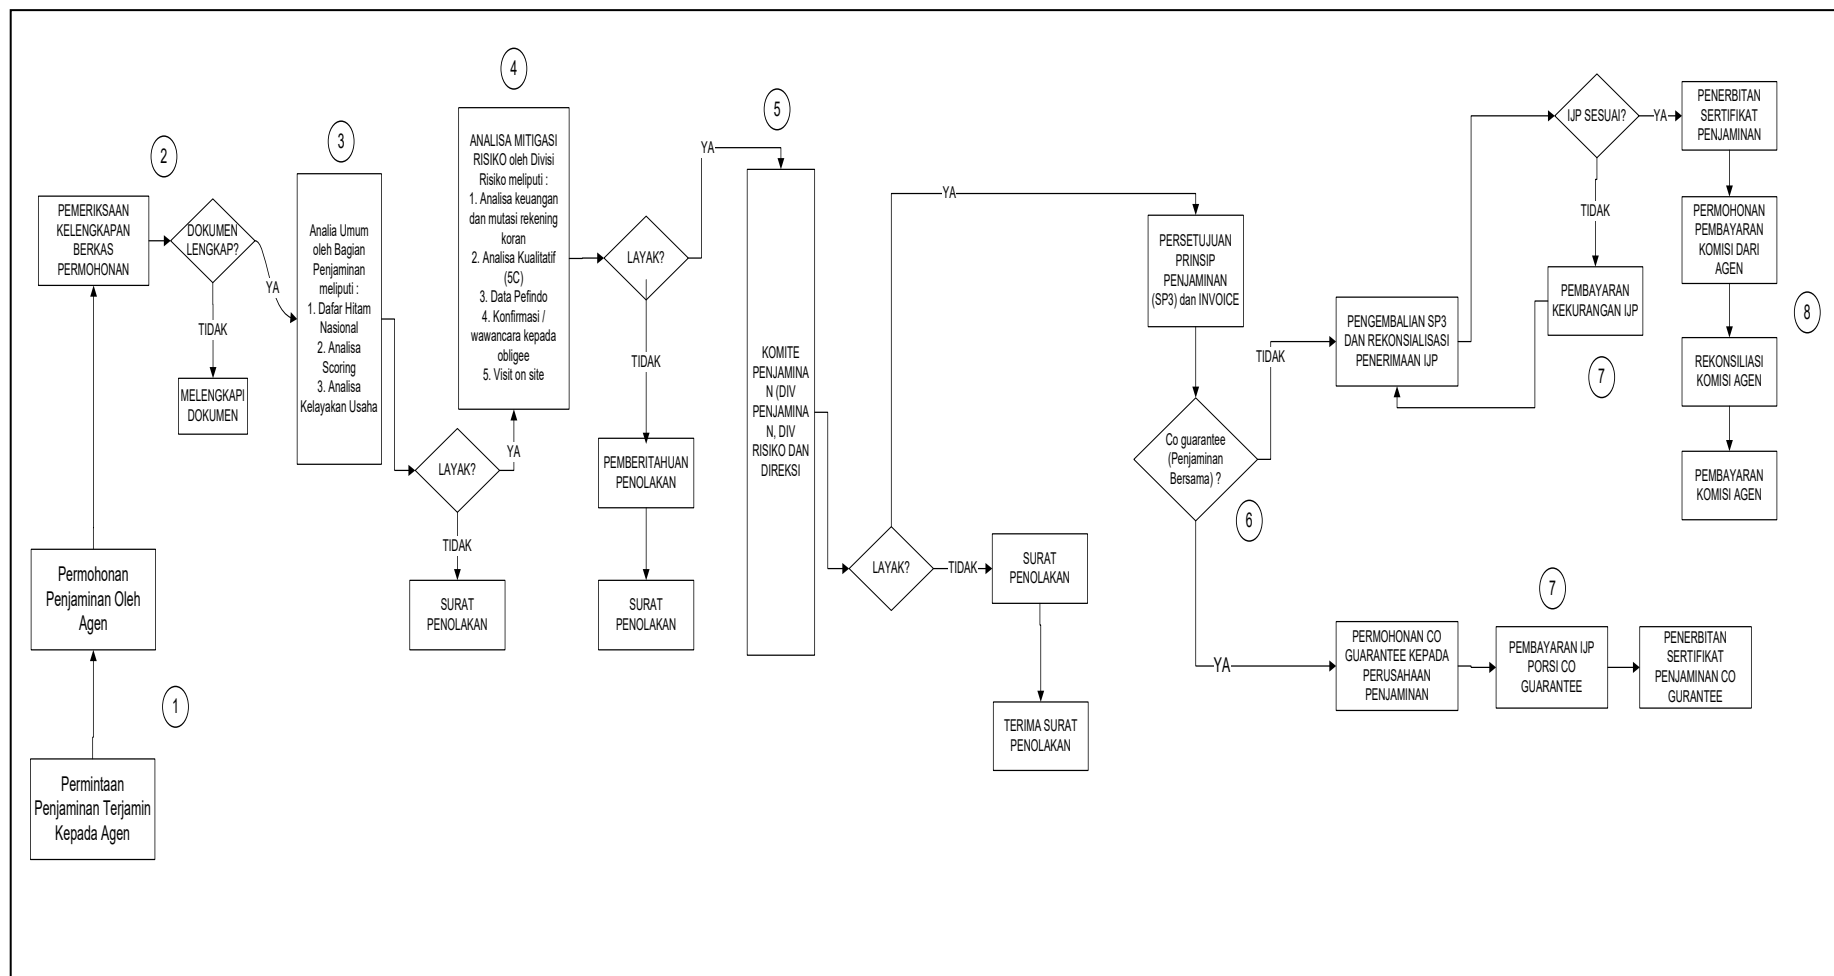 1
Permintaan
Penjaminan Terjamin
Kepada Agen
Permohonan
Penjaminan Oleh
Agen
2
PEMERIKSAAN
KELENGKAPAN
BERKAS
PERMOHONAN
DOKUMEN
LENGKAP?
YA
TIDAK
MELENGKAPI
DOKUMEN
3
Analia Umum
oleh Bagian
Penjaminan
meliputi :
1. Dafar Hitam
Nasional
2. Analisa
Scoring
3. Analisa
Kelayakan Usaha
LAYAK?
YA
TIDAK
SURAT
PENOLAKAN
4
ANALISA MITIGASI
RISIKO oleh Divisi
Risiko meliputi :
1. Analisa keuangan
dan mutasi rekening
koran
2. Analisa Kualitatif
(5C)
3. Data Pefindo
4. Konfirmasi /
wawancara kepada
obligee
5. Visit on site
LAYAK?
YA
TIDAK
PEMBERITAHUAN
PENOLAKAN
SURAT
PENOLAKAN
5
KOMITE
PENJAMINA
N (DIV
PENJAMINA
N, DIV
RISIKO DAN
DIREKSI
LAYAK?
YA
TIDAK
SURAT
PENOLAKAN
TERIMA SURAT
PENOLAKAN
PERSETUJUAN
PRINSIP
PENJAMINAN
(SP3) dan INVOICE
Co guarantee
(Penjaminan
Bersama) ?
6
TIDAK
YA
PENGEMBALIAN SP3
DAN REKONSIALISASI
PENERIMAAN IJP
IJP SESUAI?
YA
TIDAK
PEMBAYARAN
KEKURANGAN IJP
7
PENERBITAN
SERTIFIKAT
PENJAMINAN
PERMOHONAN
PEMBAYARAN
KOMISI DARI
AGEN
8
REKONSILIASI
KOMISI AGEN
PEMBAYARAN
KOMISI AGEN
PERMOHONAN CO
GUARANTEE KEPADA
PERUSAHAAN
PENJAMINAN
7
PEMBAYARAN IJP
PORSI CO
GUARANTEE
PENERBITAN
SERTIFIKAT
PENJAMINAN CO
GURANTEE